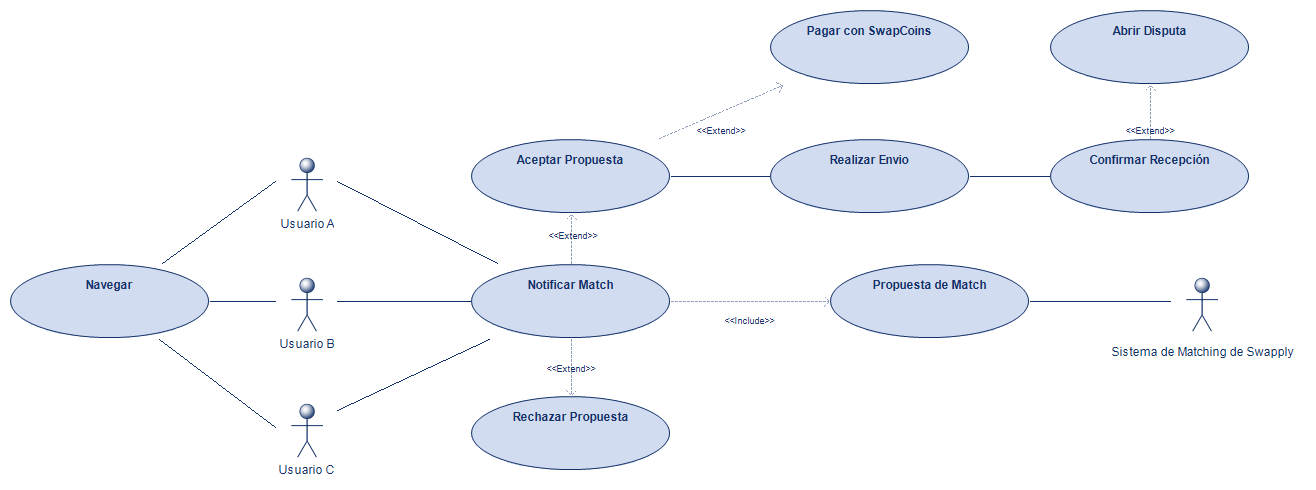 Pagar con SwapCoins
Abrir Disputa
<<Extend>>
<<Extend>>
Aceptar Propuesta
Realizar Envio
Confirmar Recepción
Usuario A
<<Extend>>
Navegar
Notificar Match
Propuesta de Match
<<Include>>
Usuario B
Sistema de Matching de Swapply
<<Extend>>
Rechazar Propuesta
Usuario C